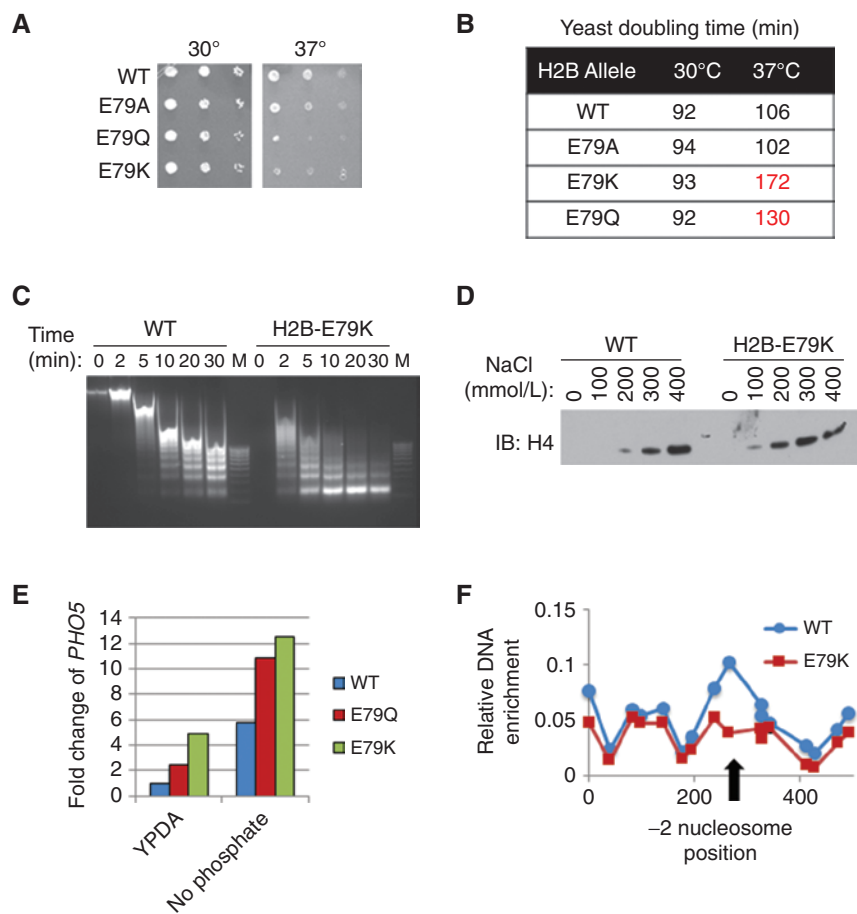 A
30° 37°
WT
E79A
E79Q
E79K
B
Yeast doubling time (min)
H2B Allele 30°C 37°C
WT 92 106
E79A 94 102
E79K 93 172
E79Q 92 130
C
WT H2B-E79K
Time (min): 0 2 5 10 20 30 M 0 2 5 10 20 30 M
D
WT H2B-E79K
NaCl (mmol/L): 0 100 200 300 400 0 100 200 300 400
IB: H4
E
Fold change of PHO5
14
12
10
8
6
4
2
0
YPDA
No phosphate
WT
E79Q
E79K
F
Relative DNA enrichment
0.15
0.1
0.05
0
0 200 400
WT
E79K
–2 nucleosome
position